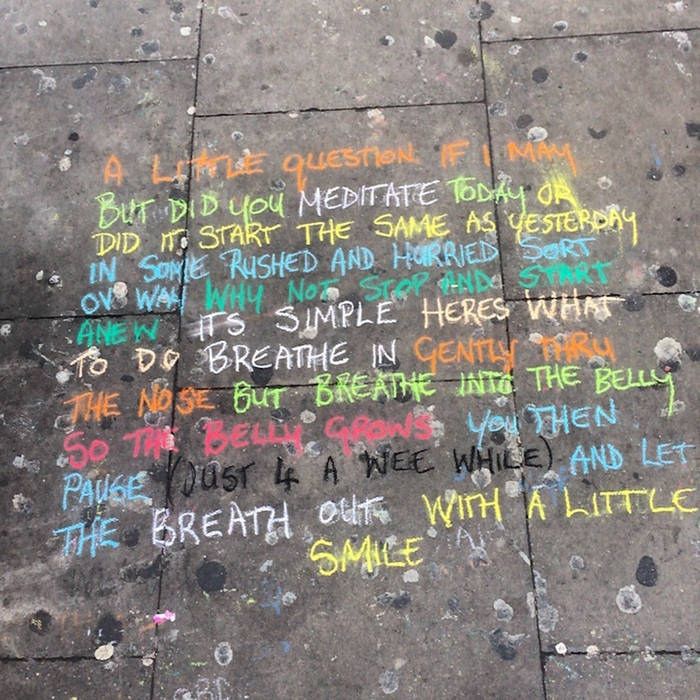 A LITTLE QUESTION IF I MAY
BUT DID YOU MEDITATE TODAY OR
DID IT START THE SAME AS YESTERDAY
IN SOME RUSHED AND HURRIED SORT
OV WAY WHY NOT STOP AND START
ANEW ITS SIMPLE HERES WHAT
TO DO BREATHE IN GENTLY THRU
THE NOSE BUT BREATHE INTO THE BELLY
SO THE BELLY GROWS YOU THEN
PAUSE (JUST 4 A WEE WHILE) AND LET
THE BREATH OUT WITH A LITTLE
SMILE